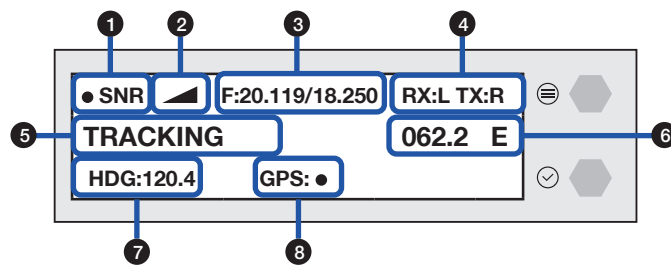 1 2 3 4
● SNR F:20.119/18.250 RX:L TX:R
5 TRACKING 062.2 E 6
HDG:120.4 GPS: ●
7 8